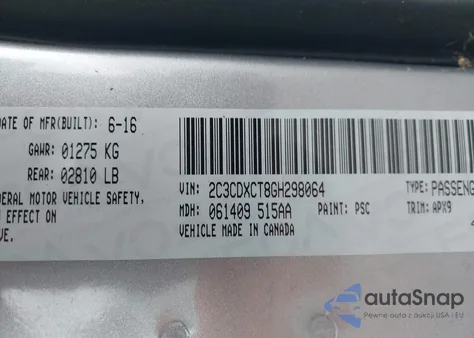 DATE OF MFR(BUILT): 6-16
GAWR: 01275 KG
REAR: 02810 LB
DERAL MOTOR VEHICLE SAFETY,
N EFFECT ON
VE.
VIN: 2C3CDXCT8GH298064
TYPE: PASSENG
MDH: 061409 515AA
PAINT: PSC
TRIM: APX9
VEHICLE MADE IN CANADA
autoSnap
Pewne auta z aukcji USA i EU